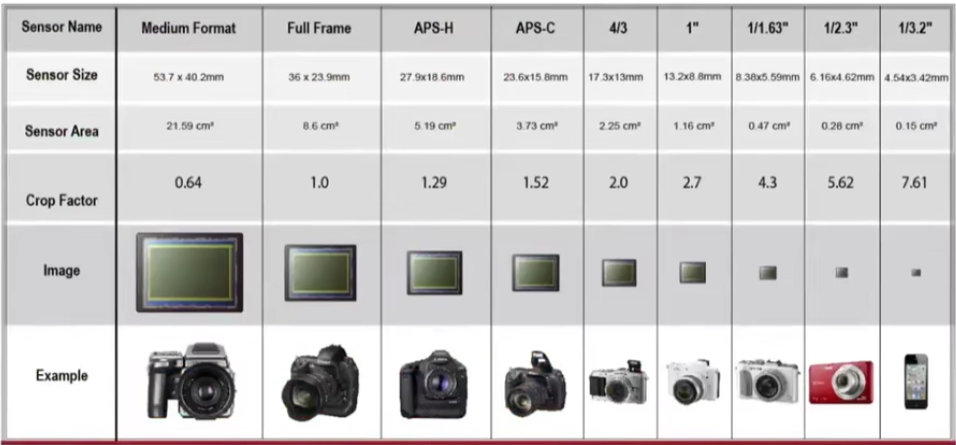 Sensor Name Medium Format Full Frame APS-H APS-C 4/3 1" 1/1.63" 1/2.3" 1/3.2"
Sensor Size 53.7 x 40.2mm 36 x 23.9mm 27.9x18.6mm 23.6x15.8mm 17.3x13mm 13.2x8.8mm 8.38x5.59mm 6.16x4.62mm 4.54x3.42mm
Sensor Area 21.59 cm² 8.6 cm² 5.19 cm² 3.73 cm² 2.25 cm² 1.16 cm² 0.47 cm² 0.28 cm² 0.15 cm²
Crop Factor 0.64 1.0 1.29 1.52 2.0 2.7 4.3 5.62 7.61
Image
Example